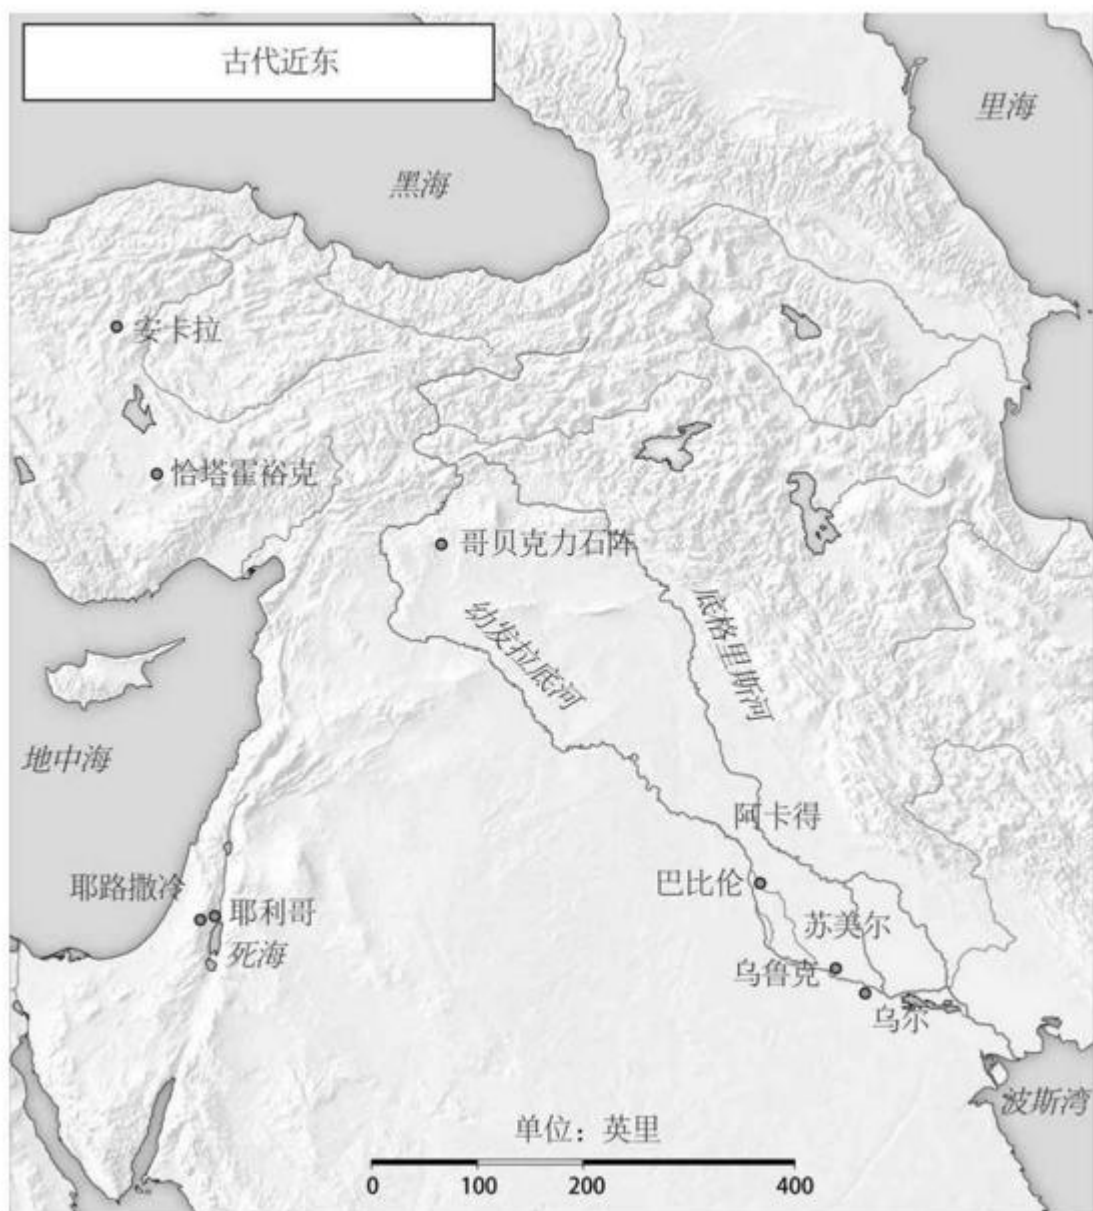 古代近东
里海
黑海
安卡拉
恰塔霍裕克
哥贝克力石阵
幼发拉底河
底格里斯河
地中海
阿卡得
耶路撒冷
巴比伦
耶利哥
苏美尔
死海
乌鲁克
乌尔
波斯湾
单位：英里
0 100 200 400